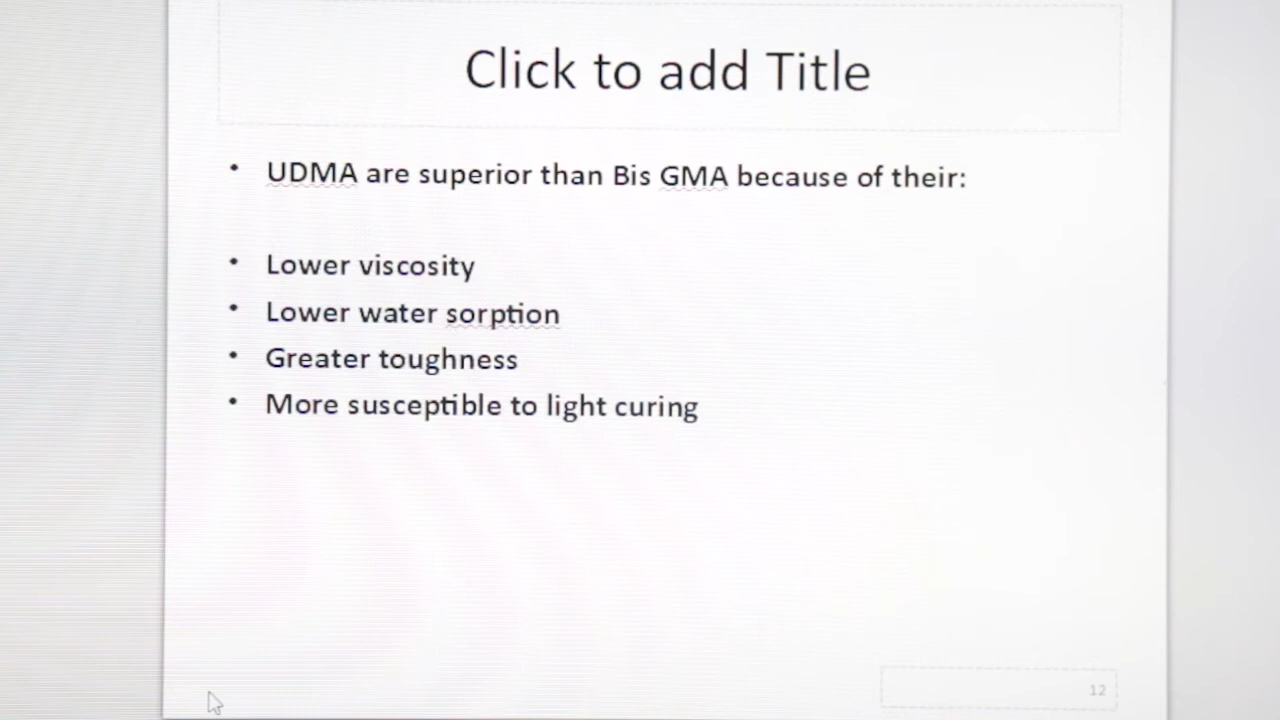 Click to add Title
• UDMA are superior than Bis GMA because of their:
• Lower viscosity
• Lower water sorption
• Greater toughness
• More susceptible to light curing
12